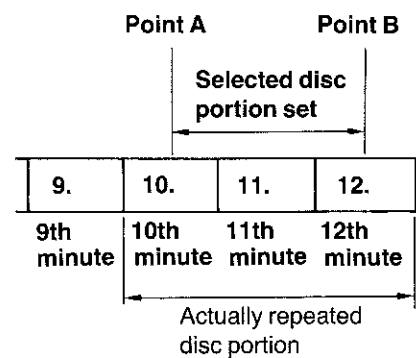 Point A Point B
Selected disc
portion set
9. 10. 11. 12.
9th 10th 11th 12th
minute minute minute minute
Actually repeated
disc portion